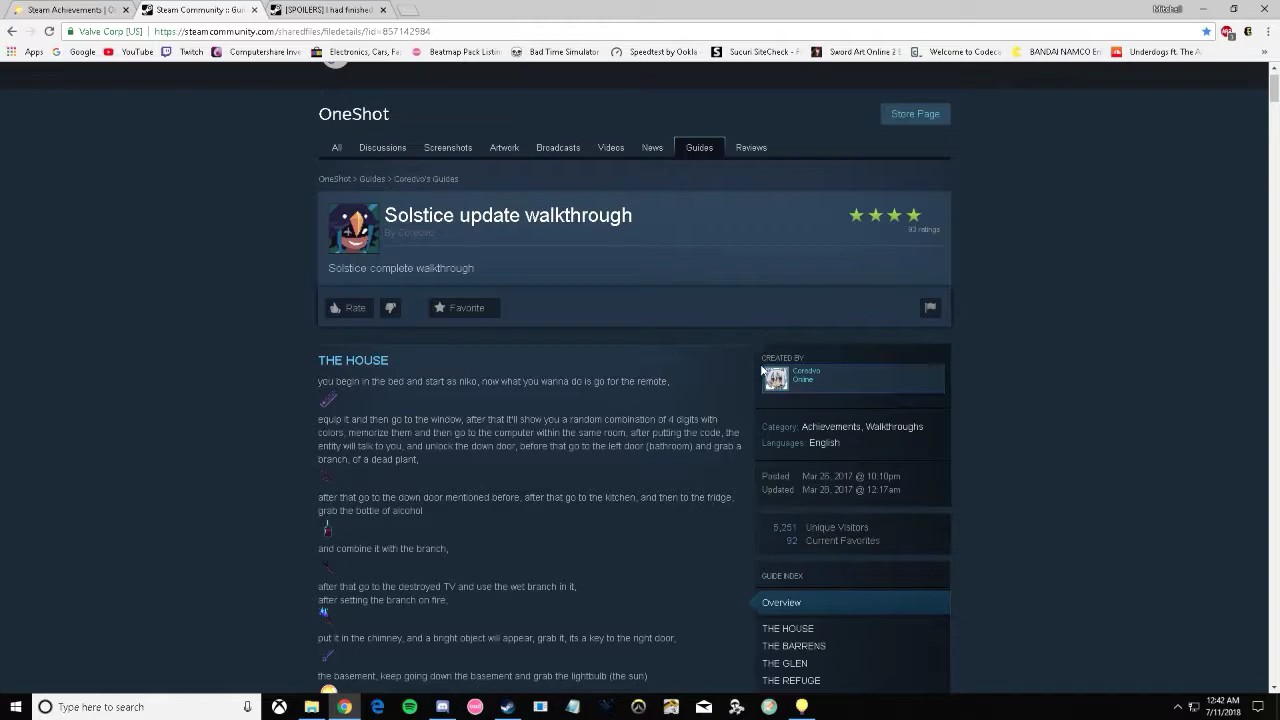 Steam Achievements | O
Steam Community :: Gui
[SPOILERS] I had finished
Mitchell
Valve Corp [US]
https://steamcommunity.com/sharedfiles/filedetails/?id=857142984
Apps
Google
YouTube
Twitch
Computershare Inve
Electronics, Cars, Fa
Beatmap Pack Listing
Bad Time Simulator
Speedtest by Ookla
Sucuri SiteCheck - Fr
Sword Art Online 2 E
Welcome to Codeca
BANDAI NAMCO En
Underdogs ft. The A
OneShot
Store Page
All Discussions Screenshots Artwork Broadcasts Videos News Guides Reviews
OneShot > Guides > Coredvo's Guides
Solstice update walkthrough
By Coredvo
93 ratings
Solstice complete walkthrough
Rate
Favorite
THE HOUSE
you begin in the bed and start as niko, now what you wanna do is go for the remote,
equip it and then go to the window, after that it'll show you a random combination of 4 digits with
colors, memorize them and then go to the computer within the same room, after putting the code, the
entity will talk to you, and unlock the down door, before that go to the left door (bathroom) and grab a
branch, of a dead plant,
after that go to the down door mentioned before, after that go to the kitchen, and then to the fridge,
grab the bottle of alcohol
and combine it with the branch,
after that go to the destroyed TV and use the wet branch in it,
after setting the branch on fire,
put it in the chimney, and a bright object will appear, grab it, its a key to the right door,
the basement, keep going down the basement and grab the lightbulb (the sun)
CREATED BY
Coredvo
Online
Category: Achievements, Walkthroughs
Languages: English
Posted Mar 26, 2017 @ 10:10pm
Updated Mar 28, 2017 @ 12:17am
5,251 Unique Visitors
92 Current Favorites
GUIDE INDEX
Overview
THE HOUSE
THE BARRENS
THE GLEN
THE REFUGE
Type here to search
12:42 AM
7/11/2018